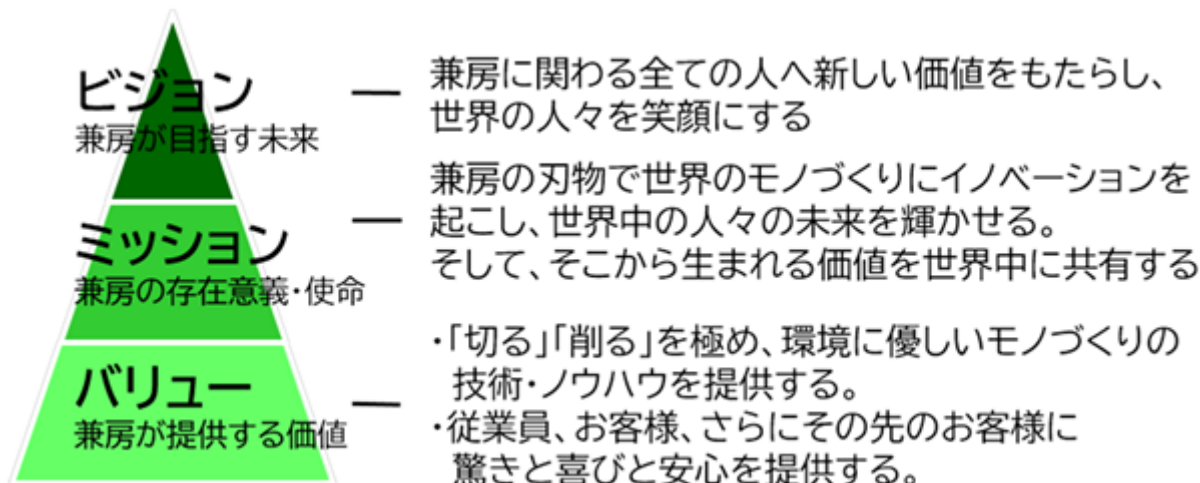 ビジョン
兼房が目指す未来
兼房に関わる全ての人へ新しい価値をもたらし、
世界の人々を笑顔にする
ミッション
兼房の存在意義・使命
兼房の刃物で世界のモノづくりにイノベーションを
起こし、世界中の人々の未来を輝かせる。
そして、そこから生まれる価値を世界中に共有する
バリュー
兼房が提供する価値
・「切る」「削る」を極め、環境に優しいモノづくりの
技術・ノウハウを提供する。
・従業員、お客様、さらにその先のお客様に
驚きと喜びと安心を提供する。